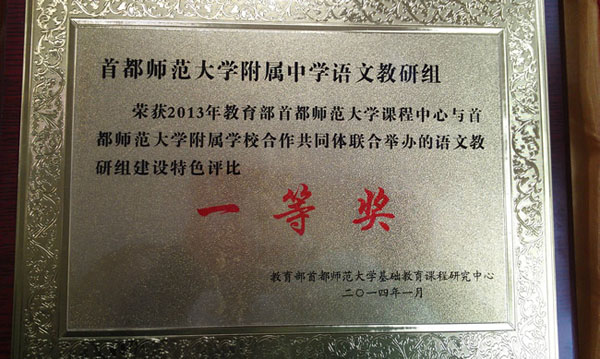 首都师范大学附属中学语文教研组
荣获2013年教育部首都师范大学课程中心与首
都师范大学附属学校合作共同体联合举办的语文教
研组建设特色评比
一等奖
教育部首都师范大学基础教育课程研究中心
二〇一四年一月